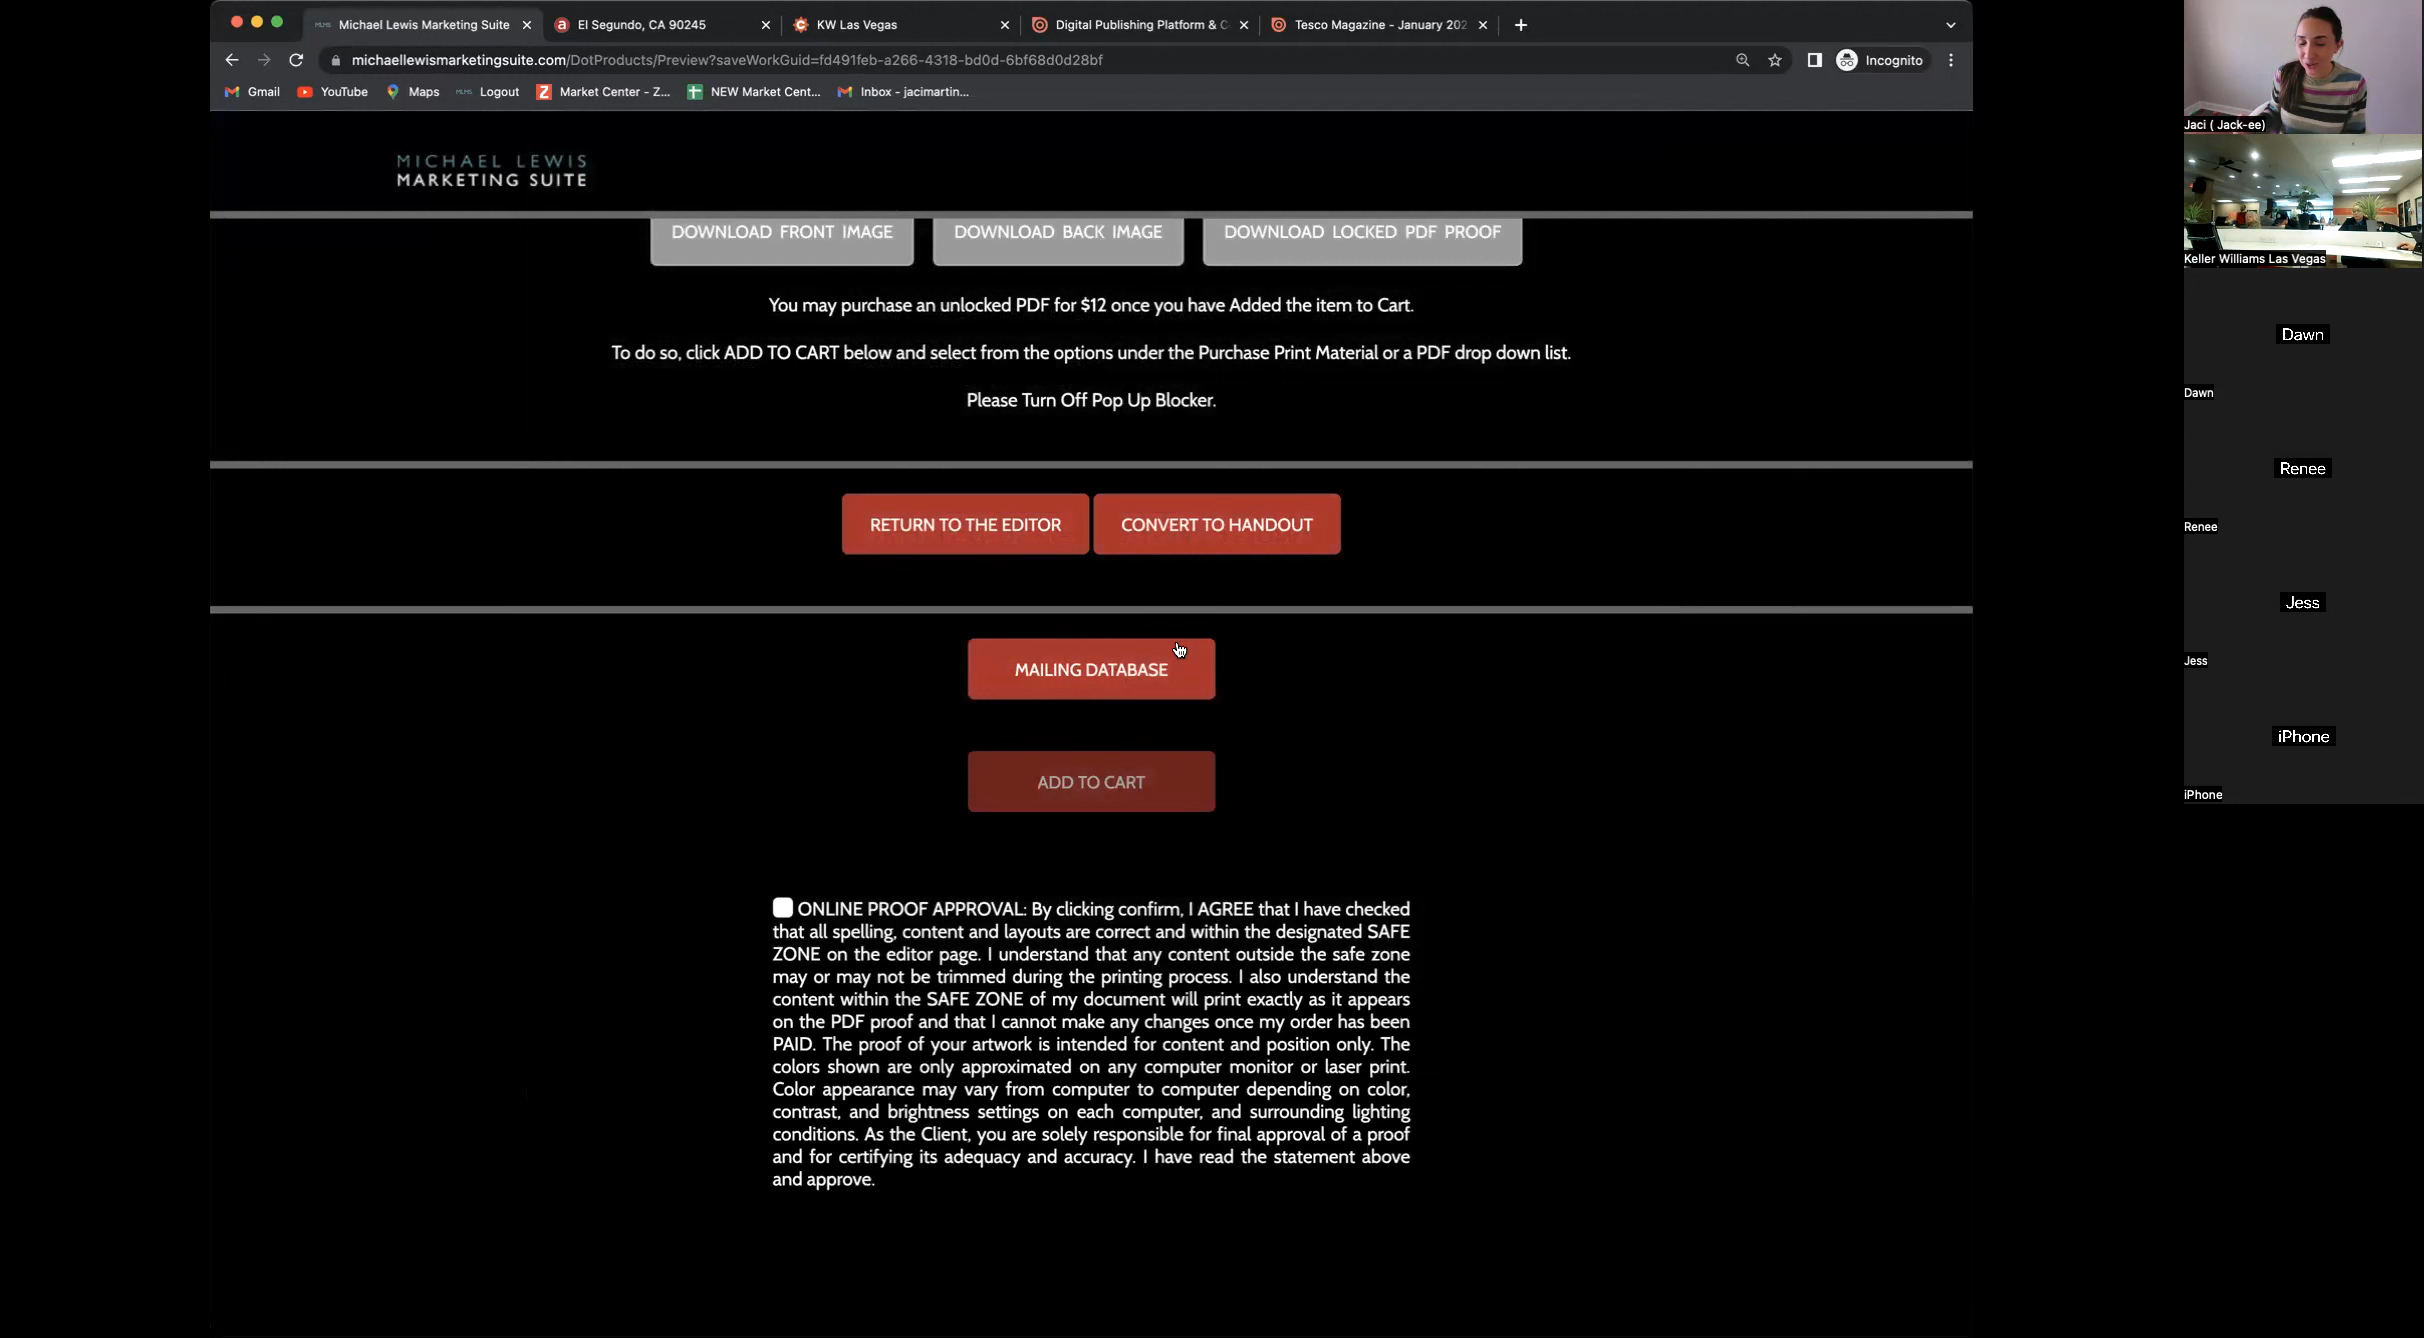 Michael Lewis Marketing Suite
El Segundo, CA 90245
KW Las Vegas
Digital Publishing Platform &
Tesco Magazine - January 202
michaellewismarketingsuite.com/DotProducts/Preview?saveWorkGuid=fd491feb-a266-4318-bd0d-6bf68d0d28bf
Incognito
Gmail
YouTube
Maps
Logout
Market Center - Z...
NEW Market Cent...
Inbox - jacimartin...
MICHAEL LEWIS
MARKETING SUITE
DOWNLOAD FRONT IMAGE
DOWNLOAD BACK IMAGE
DOWNLOAD LOCKED PDF PROOF
You may purchase an unlocked PDF for $12 once you have Added the item to Cart.
To do so, click ADD TO CART below and select from the options under the Purchase Print Material or a PDF drop down list.
Please Turn Off Pop Up Blocker.
RETURN TO THE EDITOR
CONVERT TO HANDOUT
MAILING DATABASE
ADD TO CART
ONLINE PROOF APPROVAL: By clicking confirm, I AGREE that I have checked
that all spelling, content and layouts are correct and within the designated SAFE
ZONE on the editor page. I understand that any content outside the safe zone
may or may not be trimmed during the printing process. I also understand the
content within the SAFE ZONE of my document will print exactly as it appears
on the PDF proof and that I cannot make any changes once my order has been
PAID. The proof of your artwork is intended for content and position only. The
colors shown are only approximated on any computer monitor or laser print.
Color appearance may vary from computer to computer depending on color,
contrast, and brightness settings on each computer, and surrounding lighting
conditions. As the Client, you are solely responsible for final approval of a proof
and for certifying its adequacy and accuracy. I have read the statement above
and approve.
Jaci ( Jack-ee)
Keller Williams Las Vegas
Dawn
Dawn
Renee
Renee
Jess
Jess
iPhone
iPhone